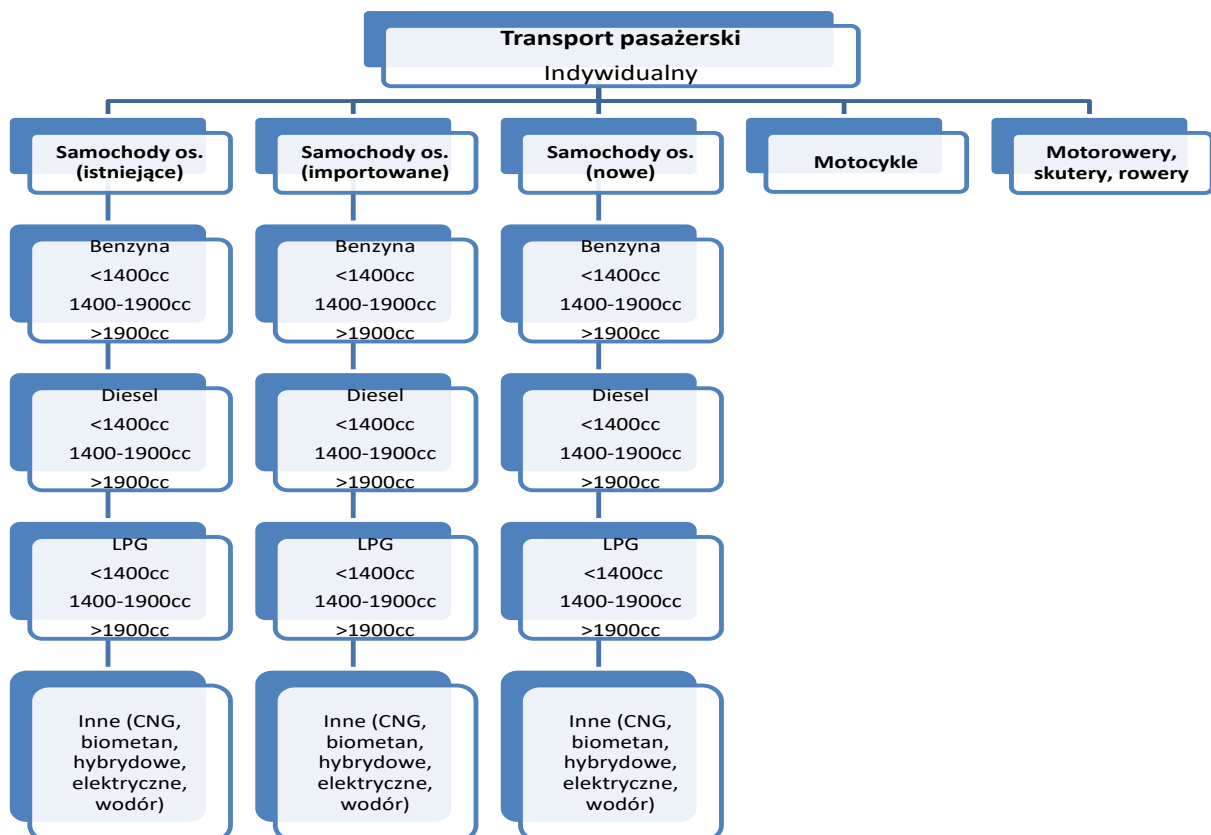 Transport pasażerski
Indywidualny
Samochody os.
(istniejące)
Samochody os.
(importowane)
Samochody os.
(nowe)
Motocykle
Motorowery,
skutery, rowery
Benzyna
<1400cc
1400-1900cc
>1900cc
Benzyna
<1400cc
1400-1900cc
>1900cc
Benzyna
<1400cc
1400-1900cc
>1900cc
Diesel
<1400cc
1400-1900cc
>1900cc
Diesel
<1400cc
1400-1900cc
>1900cc
Diesel
<1400cc
1400-1900cc
>1900cc
LPG
<1400cc
1400-1900cc
>1900cc
LPG
<1400cc
1400-1900cc
>1900cc
LPG
<1400cc
1400-1900cc
>1900cc
Inne (CNG,
biometan,
hybrydowe,
elektryczne,
wodór)
Inne (CNG,
biometan,
hybrydowe,
elektryczne,
wodór)
Inne (CNG,
biometan,
hybrydowe,
elektryczne,
wodór)